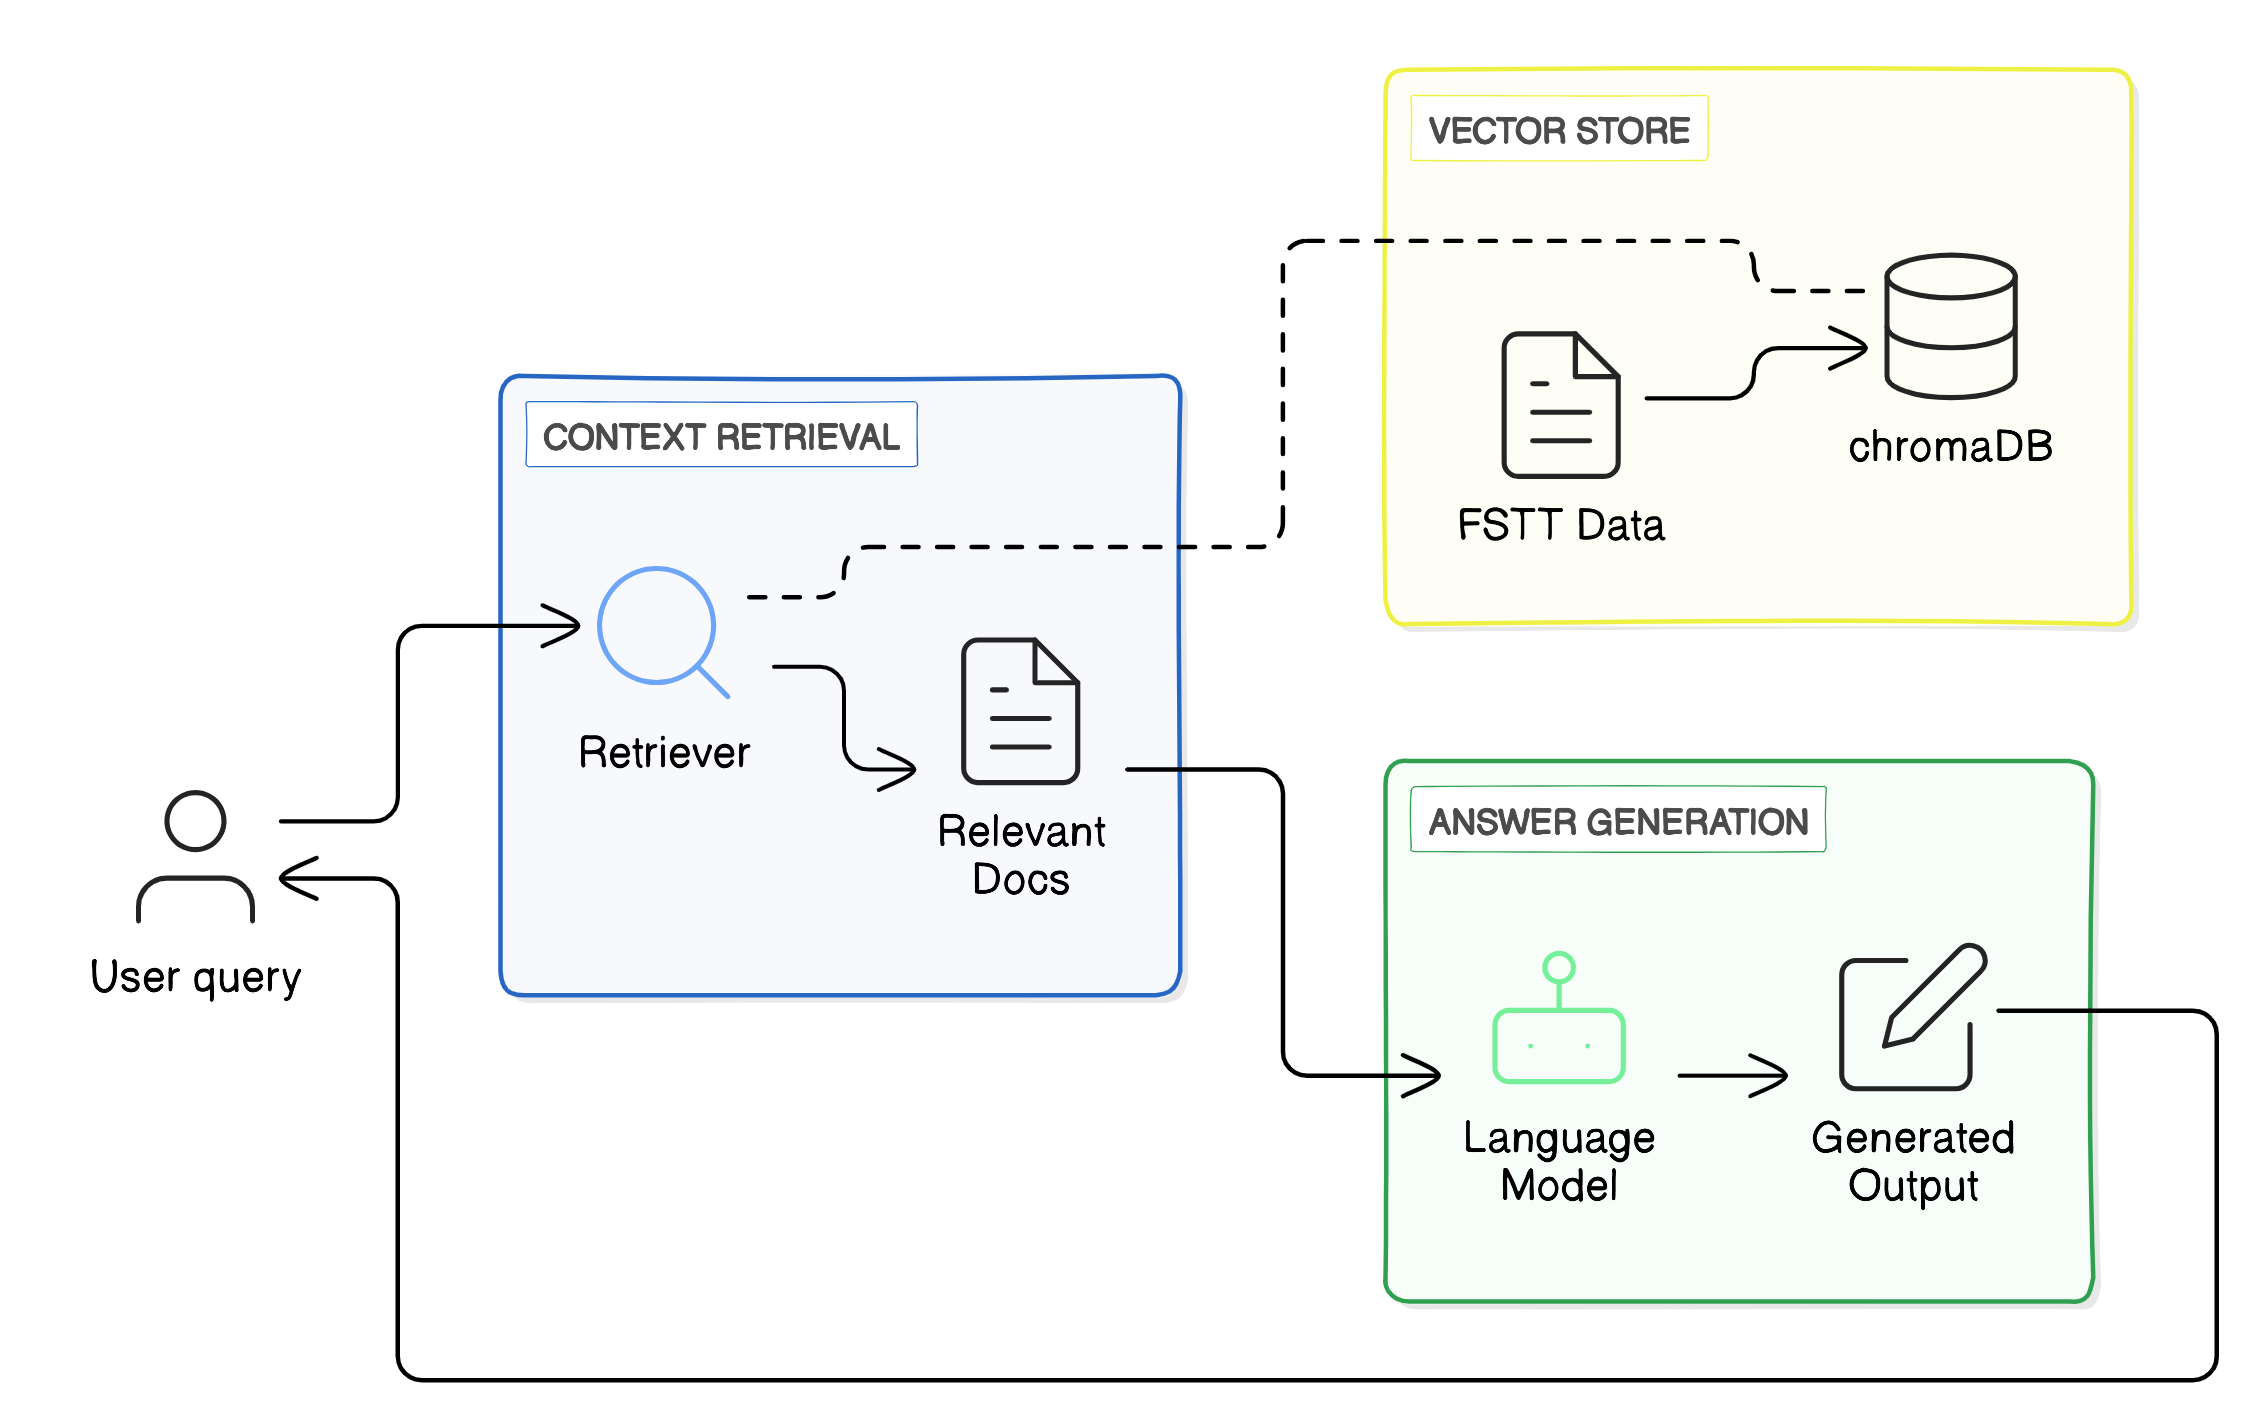 VECTOR STORE
chromaDB
FSTT Data
CONTEXT RETRIEVAL
Retriever
Relevant
Docs
User query
ANSWER GENERATION
Language
Model
Generated
Output